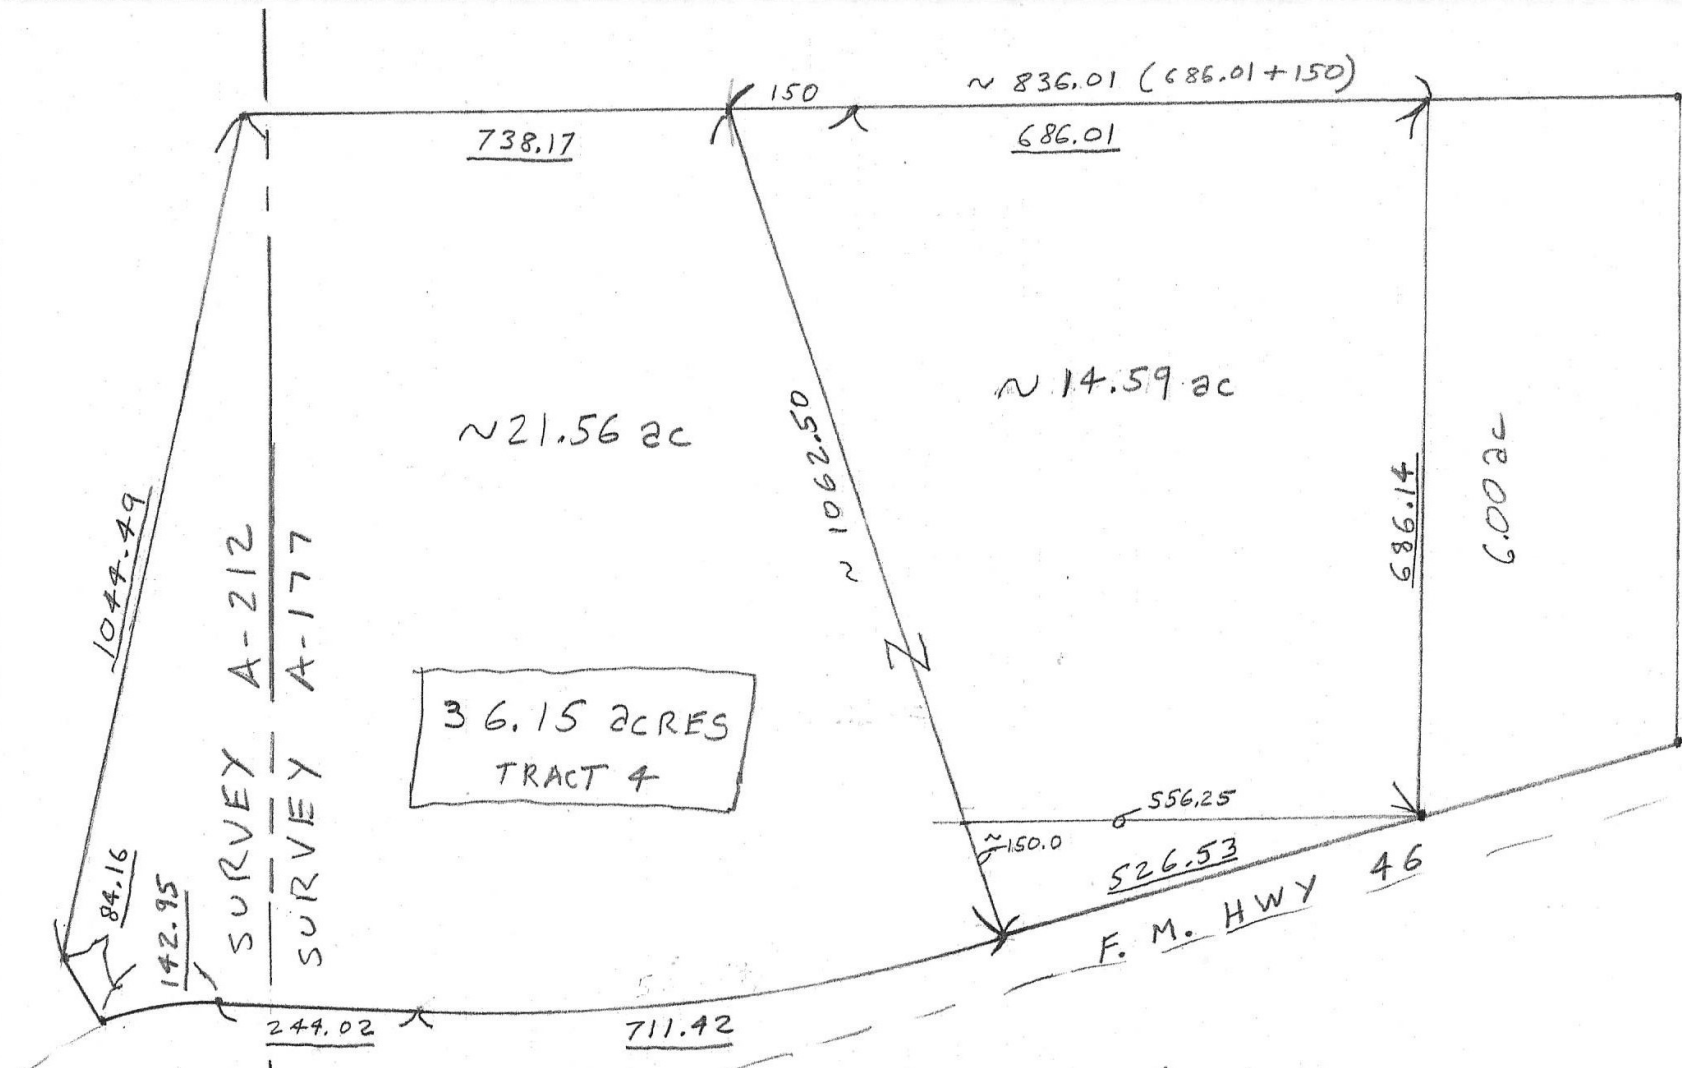 150
~ 836.01 (686.01+150)
738.17
686.01
~21.56 ac
~ 14.59 ac
~ 1062.50
1044.49
686.14
6.00 ac
SURVEY A-212
SURVEY A-177
36.15 acRES
TRACT 4
556.25
~150.0
526.53
F. M. HWY 46
84.16
142.95
244.02
711.42